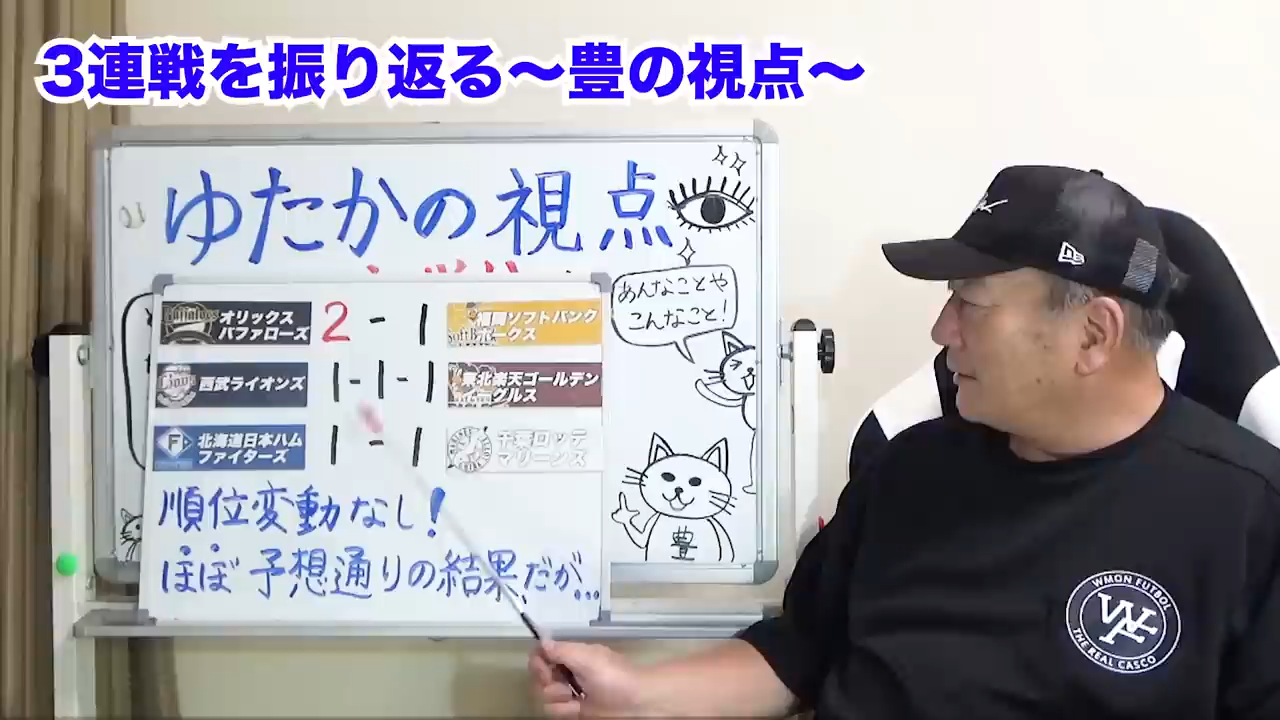 3連戦を振り返る〜豊の視点〜
ゆたかの視点
あんなことや
こんなこと!
オリックス
バファローズ
2 - 1
福岡ソフトバンク
ホークス
西武ライオンズ
1-1-1
東北楽天ゴールデン
イーグルス
北海道日本ハム
ファイターズ
1 - 1
千葉ロッテ
マリーンズ
順位変動なし!
ほぼ予想通りの結果だが...
豊
WMON FUTBOL
WF
THE REAL CASCO